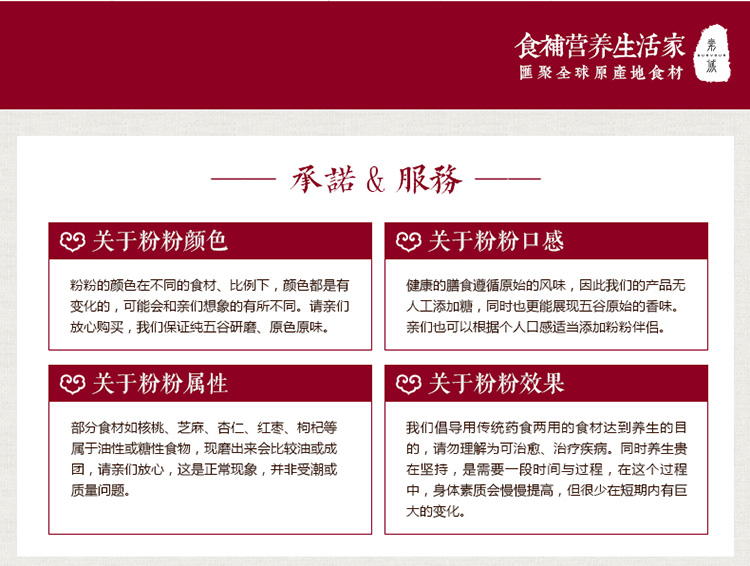 食補营养生活家
匯聚全球原產地食材
承諾 & 服務
关于粉粉颜色
粉粉的颜色在不同的食材、比例下，颜色都是有
变化的，可能会和亲们想象的有所不同。请亲们
放心购买，我们保证纯五谷研磨、原色原味。
关于粉粉口感
健康的膳食遵循原始的风味，因此我们的产品无
人工添加糖，同时也更能展现五谷原始的香味。
亲们也可以根据个人口感适当添加粉粉伴侣。
关于粉粉属性
部分食材如核桃、芝麻、杏仁、红枣、枸杞等
属于油性或糖性食物，现磨出来会比较油或成
团，请亲们放心，这是正常现象，并非受潮或
质量问题。
关于粉粉效果
我们倡导用传统药食两用的食材达到养生的目
的，请勿理解为可治愈、治疗疾病。同时养生贵
在坚持，是需要一段时间与过程，在这个过程
中，身体素质会慢慢提高，但很少在短期内有巨
大的变化。